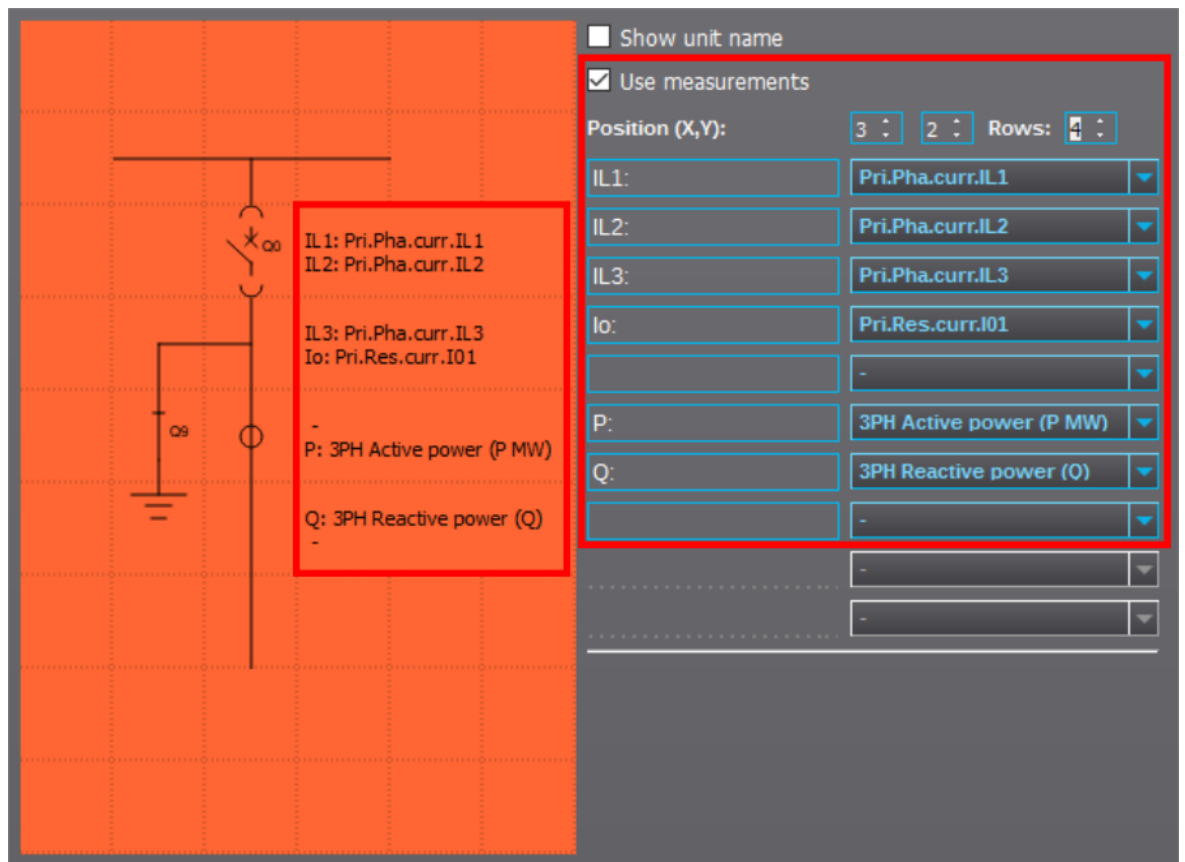 Show unit name
Use measurements
Position (X,Y): 3 2 Rows: 4
IL1: Pri.Pha.curr.IL1
IL2: Pri.Pha.curr.IL2
IL3: Pri.Pha.curr.IL3
Io: Pri.Res.curr.I01
-
P: 3PH Active power (P MW)
Q: 3PH Reactive power (Q)
-
-
-
Q0
IL1: Pri.Pha.curr.IL1
IL2: Pri.Pha.curr.IL2
IL3: Pri.Pha.curr.IL3
Io: Pri.Res.curr.I01
-
Q9
P: 3PH Active power (P MW)
Q: 3PH Reactive power (Q)
-